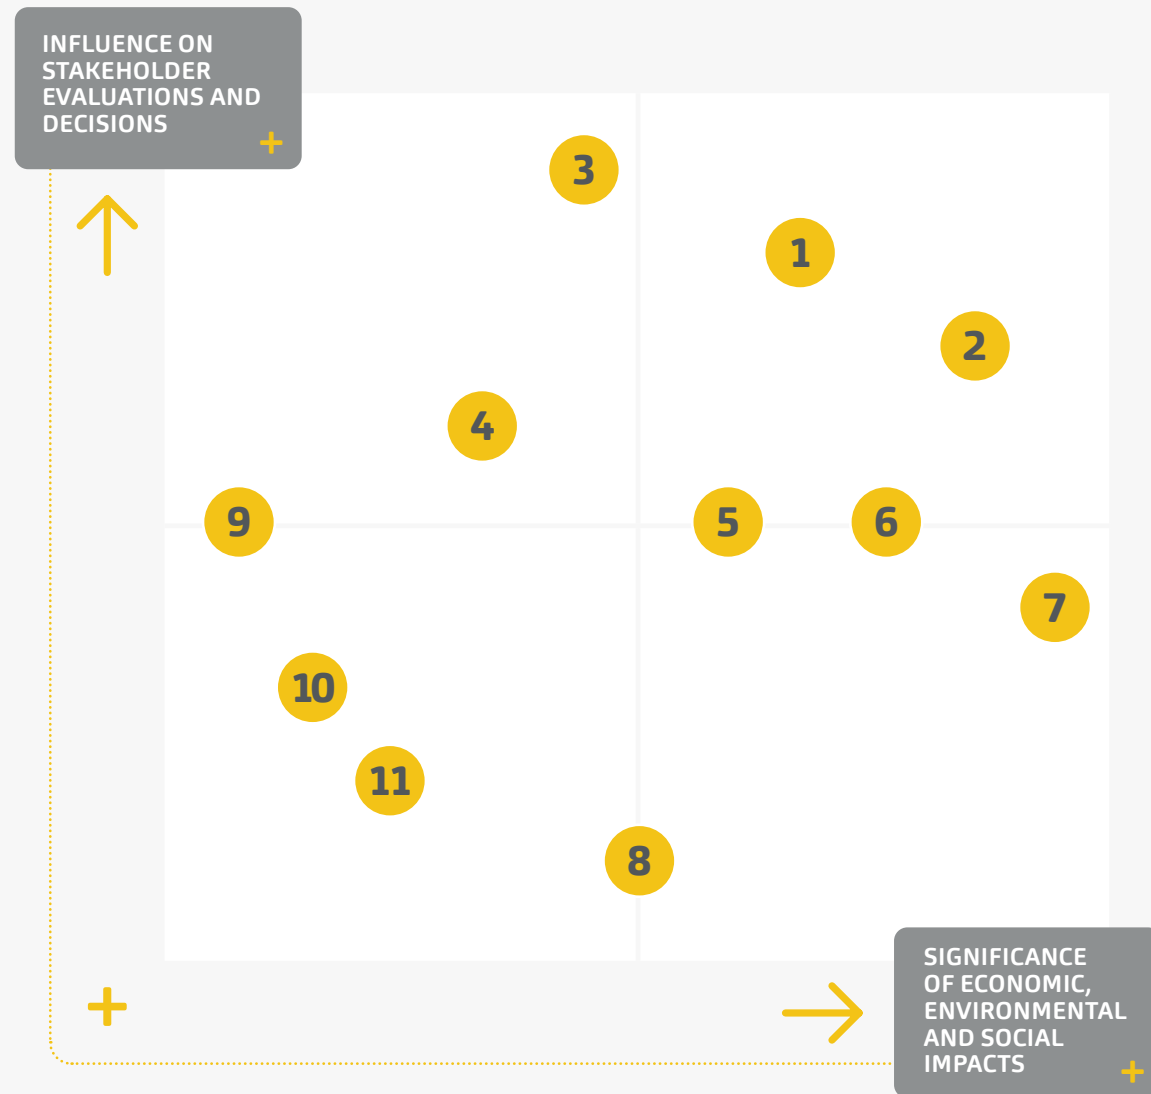 INFLUENCE ON
STAKEHOLDER
EVALUATIONS AND
DECISIONS
+
3
1
2
4
9
5
6
7
10
11
8
+
SIGNIFICANCE
OF ECONOMIC,
ENVIRONMENTAL
AND SOCIAL
IMPACTS
+